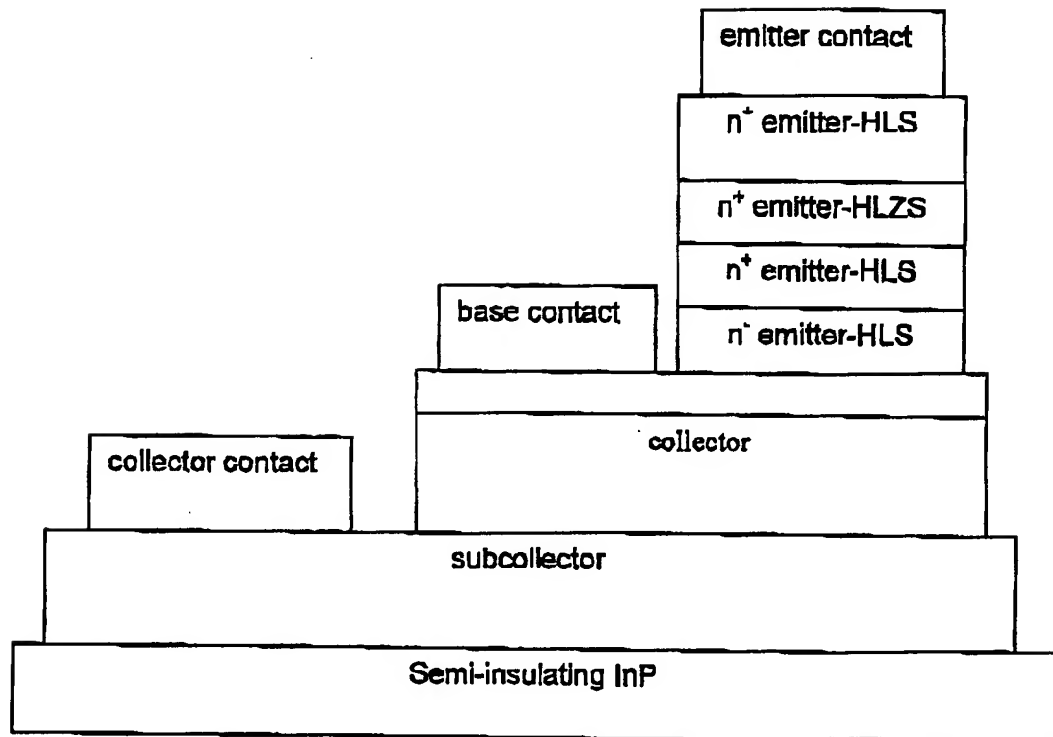 emitter contact
n⁺ emitter-HLS
n⁺ emitter-HLZS
n⁺ emitter-HLS
n⁻ emitter-HLS
base contact
collector
collector contact
subcollector
Semi-insulating InP